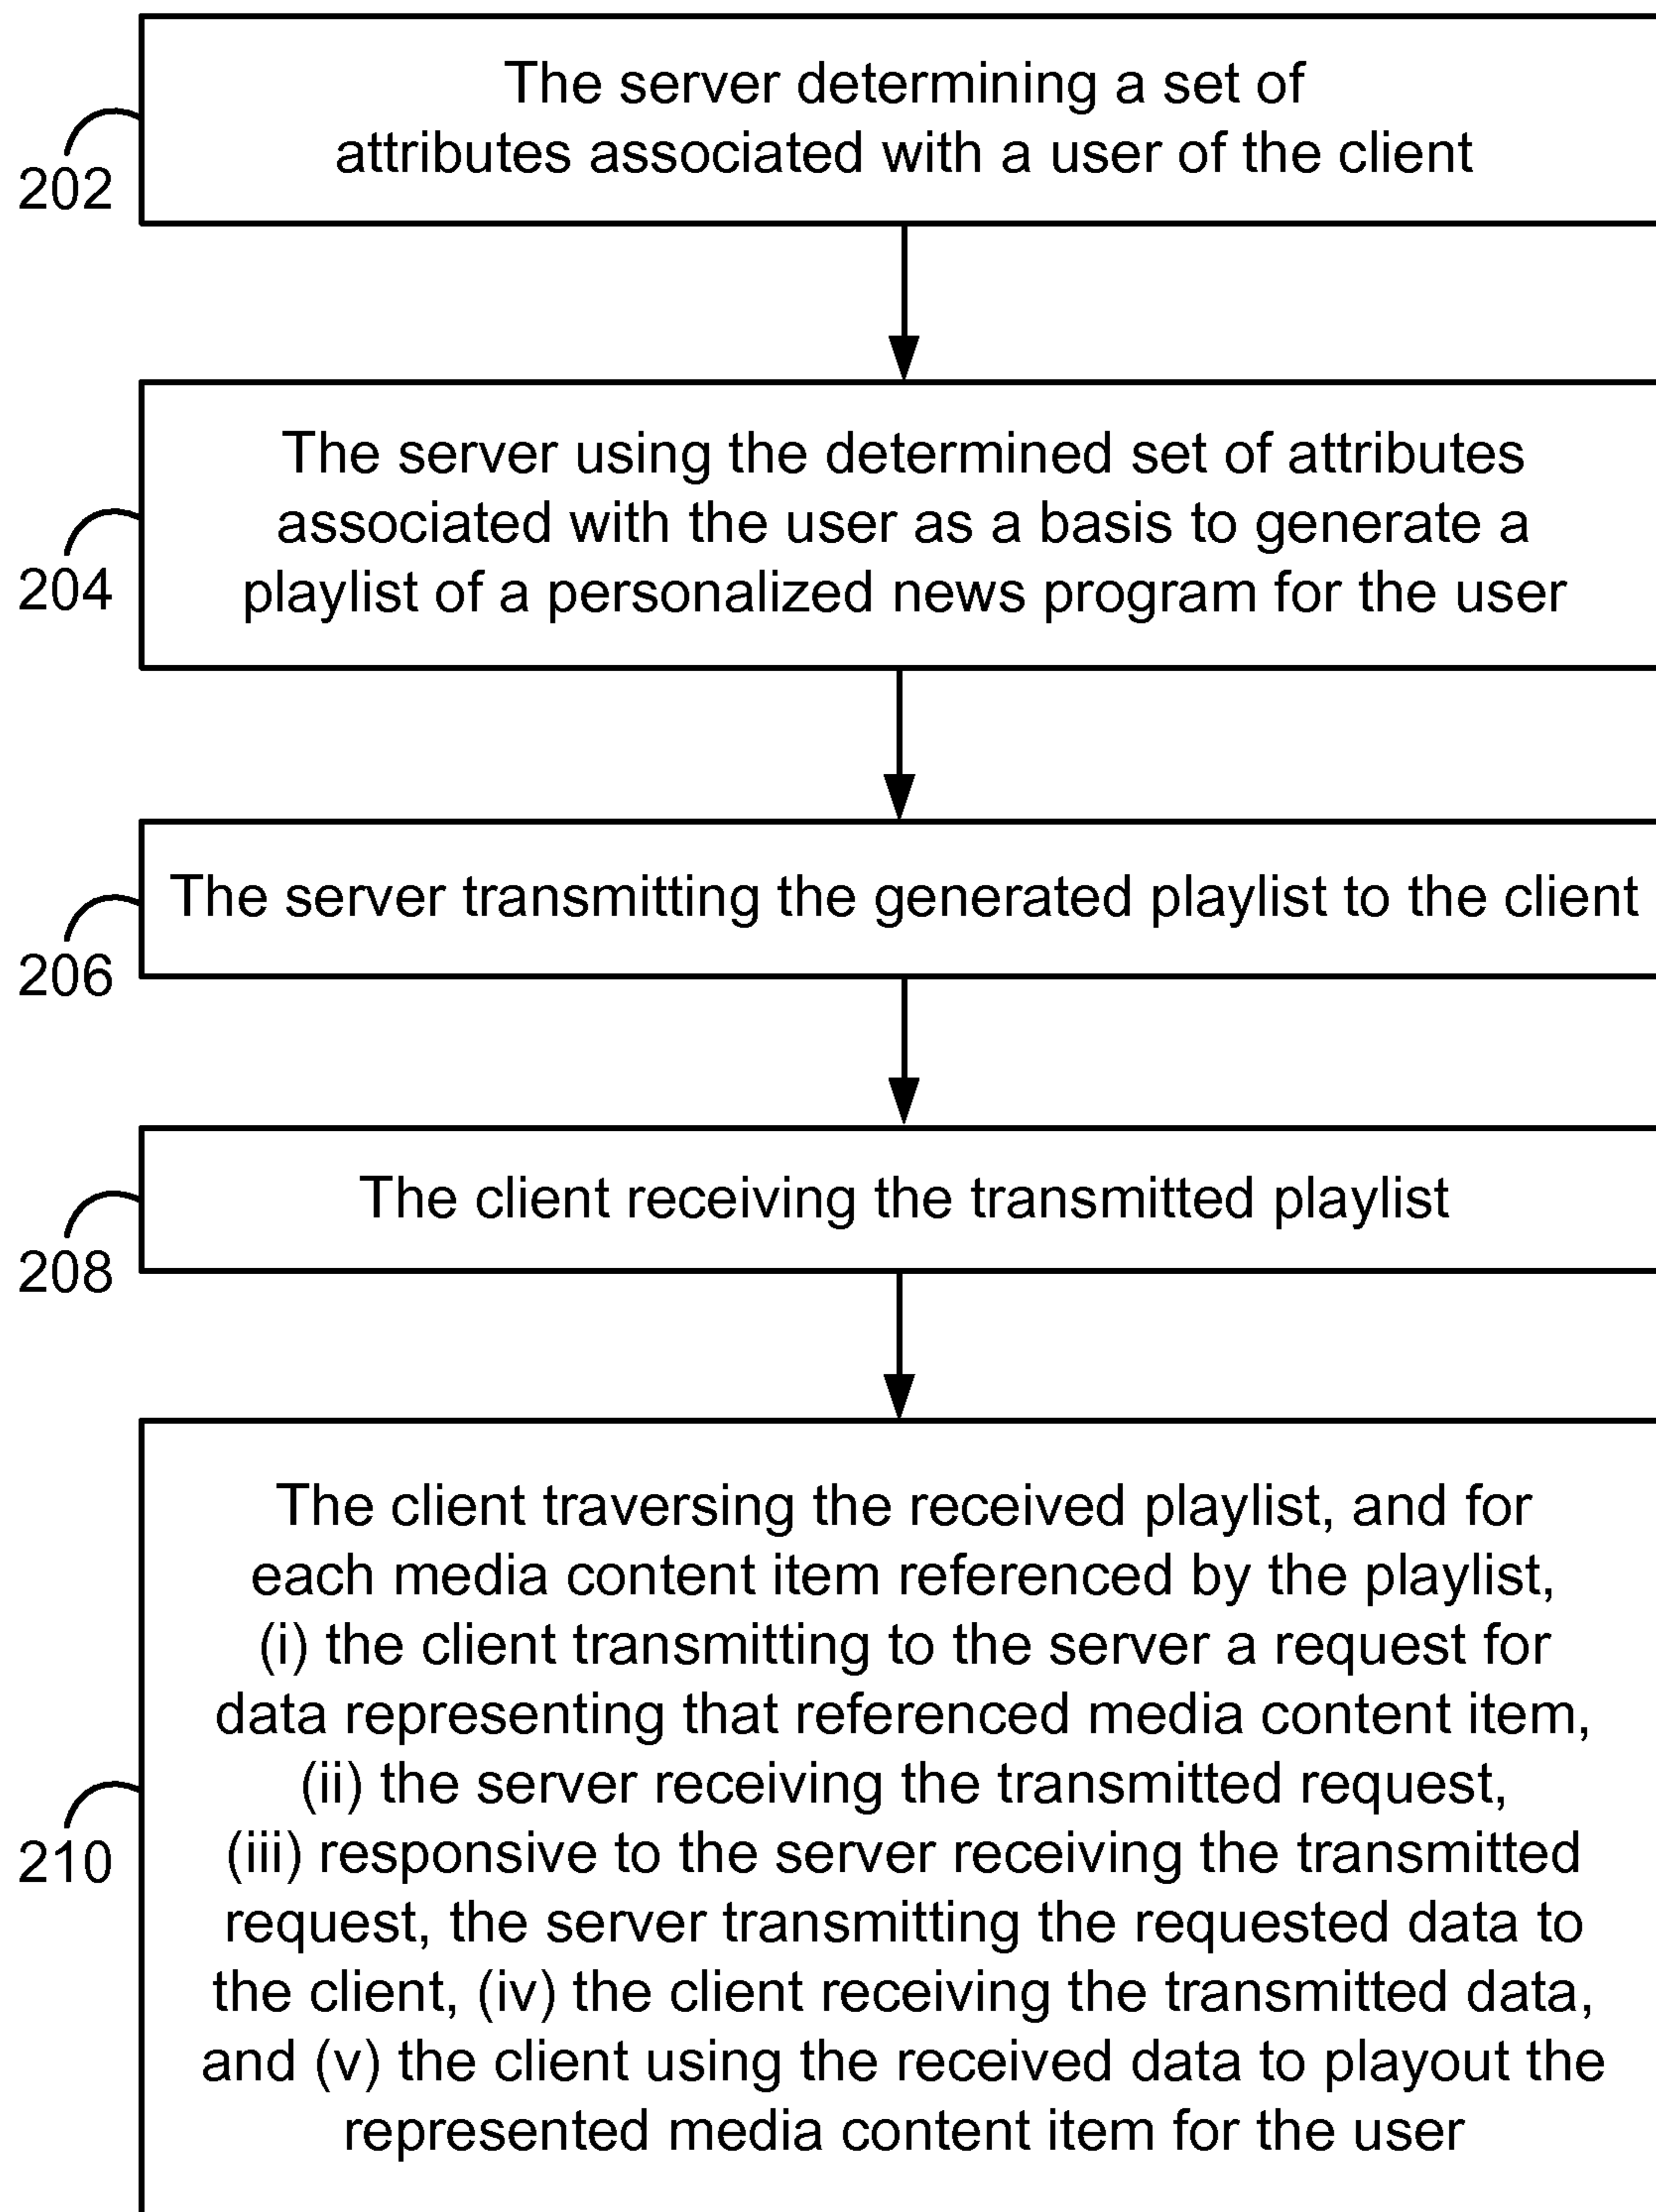 The server determining a set of
attributes associated with a user of the client
202
The server using the determined set of attributes
associated with the user as a basis to generate a
playlist of a personalized news program for the user
204
The server transmitting the generated playlist to the client
206
The client receiving the transmitted playlist
208
The client traversing the received playlist, and for
each media content item referenced by the playlist,
(i) the client transmitting to the server a request for
data representing that referenced media content item,
(ii) the server receiving the transmitted request,
(iii) responsive to the server receiving the transmitted
request, the server transmitting the requested data to
the client, (iv) the client receiving the transmitted data,
and (v) the client using the received data to playout the
represented media content item for the user
210